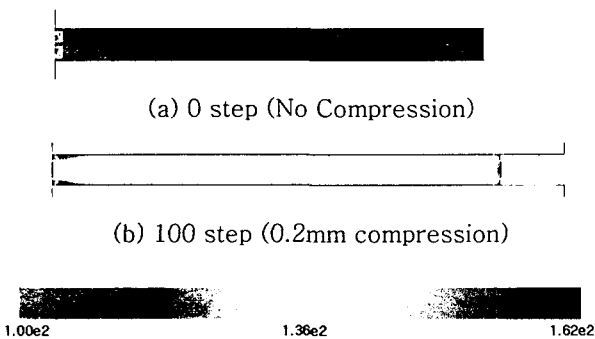 (a) 0 step (No Compression)
(b) 100 step (0.2mm compression)
1.00e2 1.36e2 1.62e2